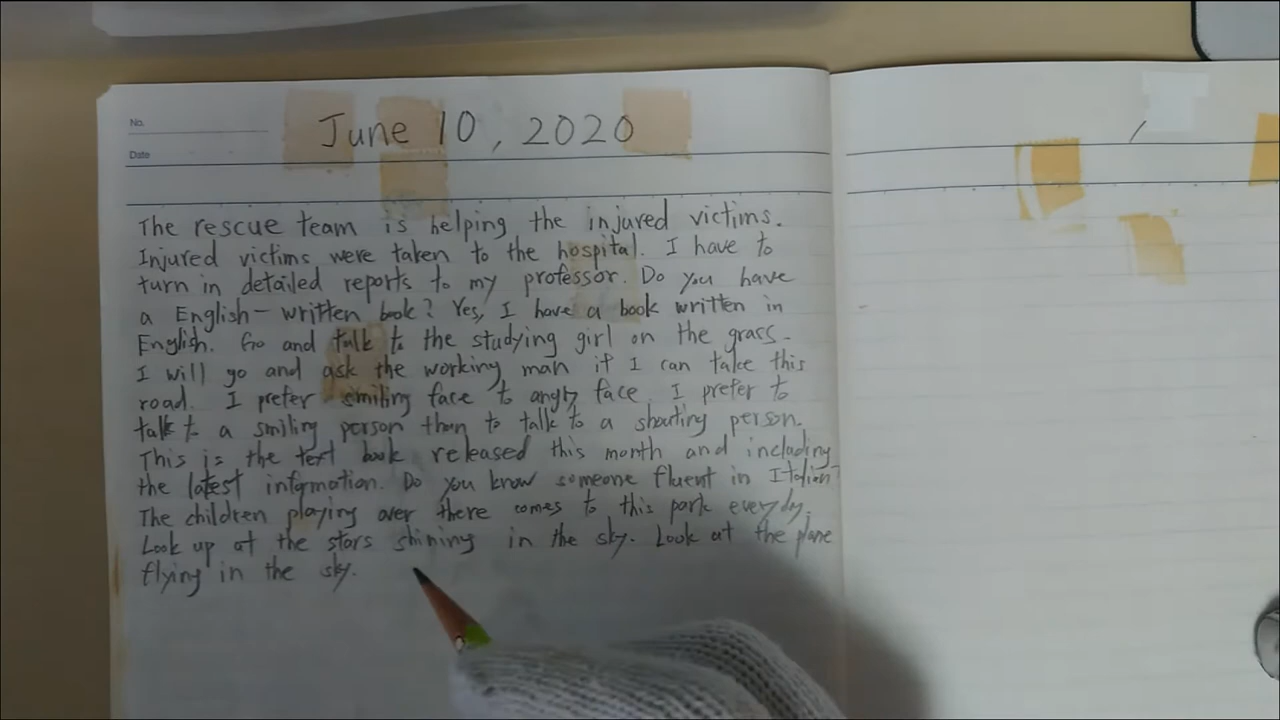 No.
June 10, 2020
Date
The rescue team is helping the injured victims.
Injured victims were taken to the hospital. I have to
turn in detailed reports to my professor. Do you have
a English-written book? Yes, I have a book written in
English. Go and talk to the studying girl on the grass.
I will go and ask the working man if I can take this
road. I prefer smiling face to angry face. I prefer to
talk to a smiling person than to talk to a shouting person.
This is the text book released this month and including
the latest information. Do you know someone fluent in Italian
The children playing over there comes to this park everyday.
Look up at the stars shining in the sky. Look at the plane
flying in the sky.